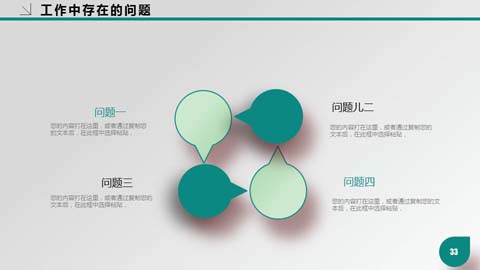 工作中存在的问题
问题一
您的内容打在这里，或者通过复制您
的文本后，在此框中选择粘贴．
问题儿二
您的内容打在这里，或者通过复制您的
文本后，在此框中选择粘贴．
问题三
您的内容打在这里，或者通过复制您的
文本后，在此框中选择粘贴．
问题四
您的内容打在这里，或者通过复制您的文
本后，在此框中选择粘贴．
33